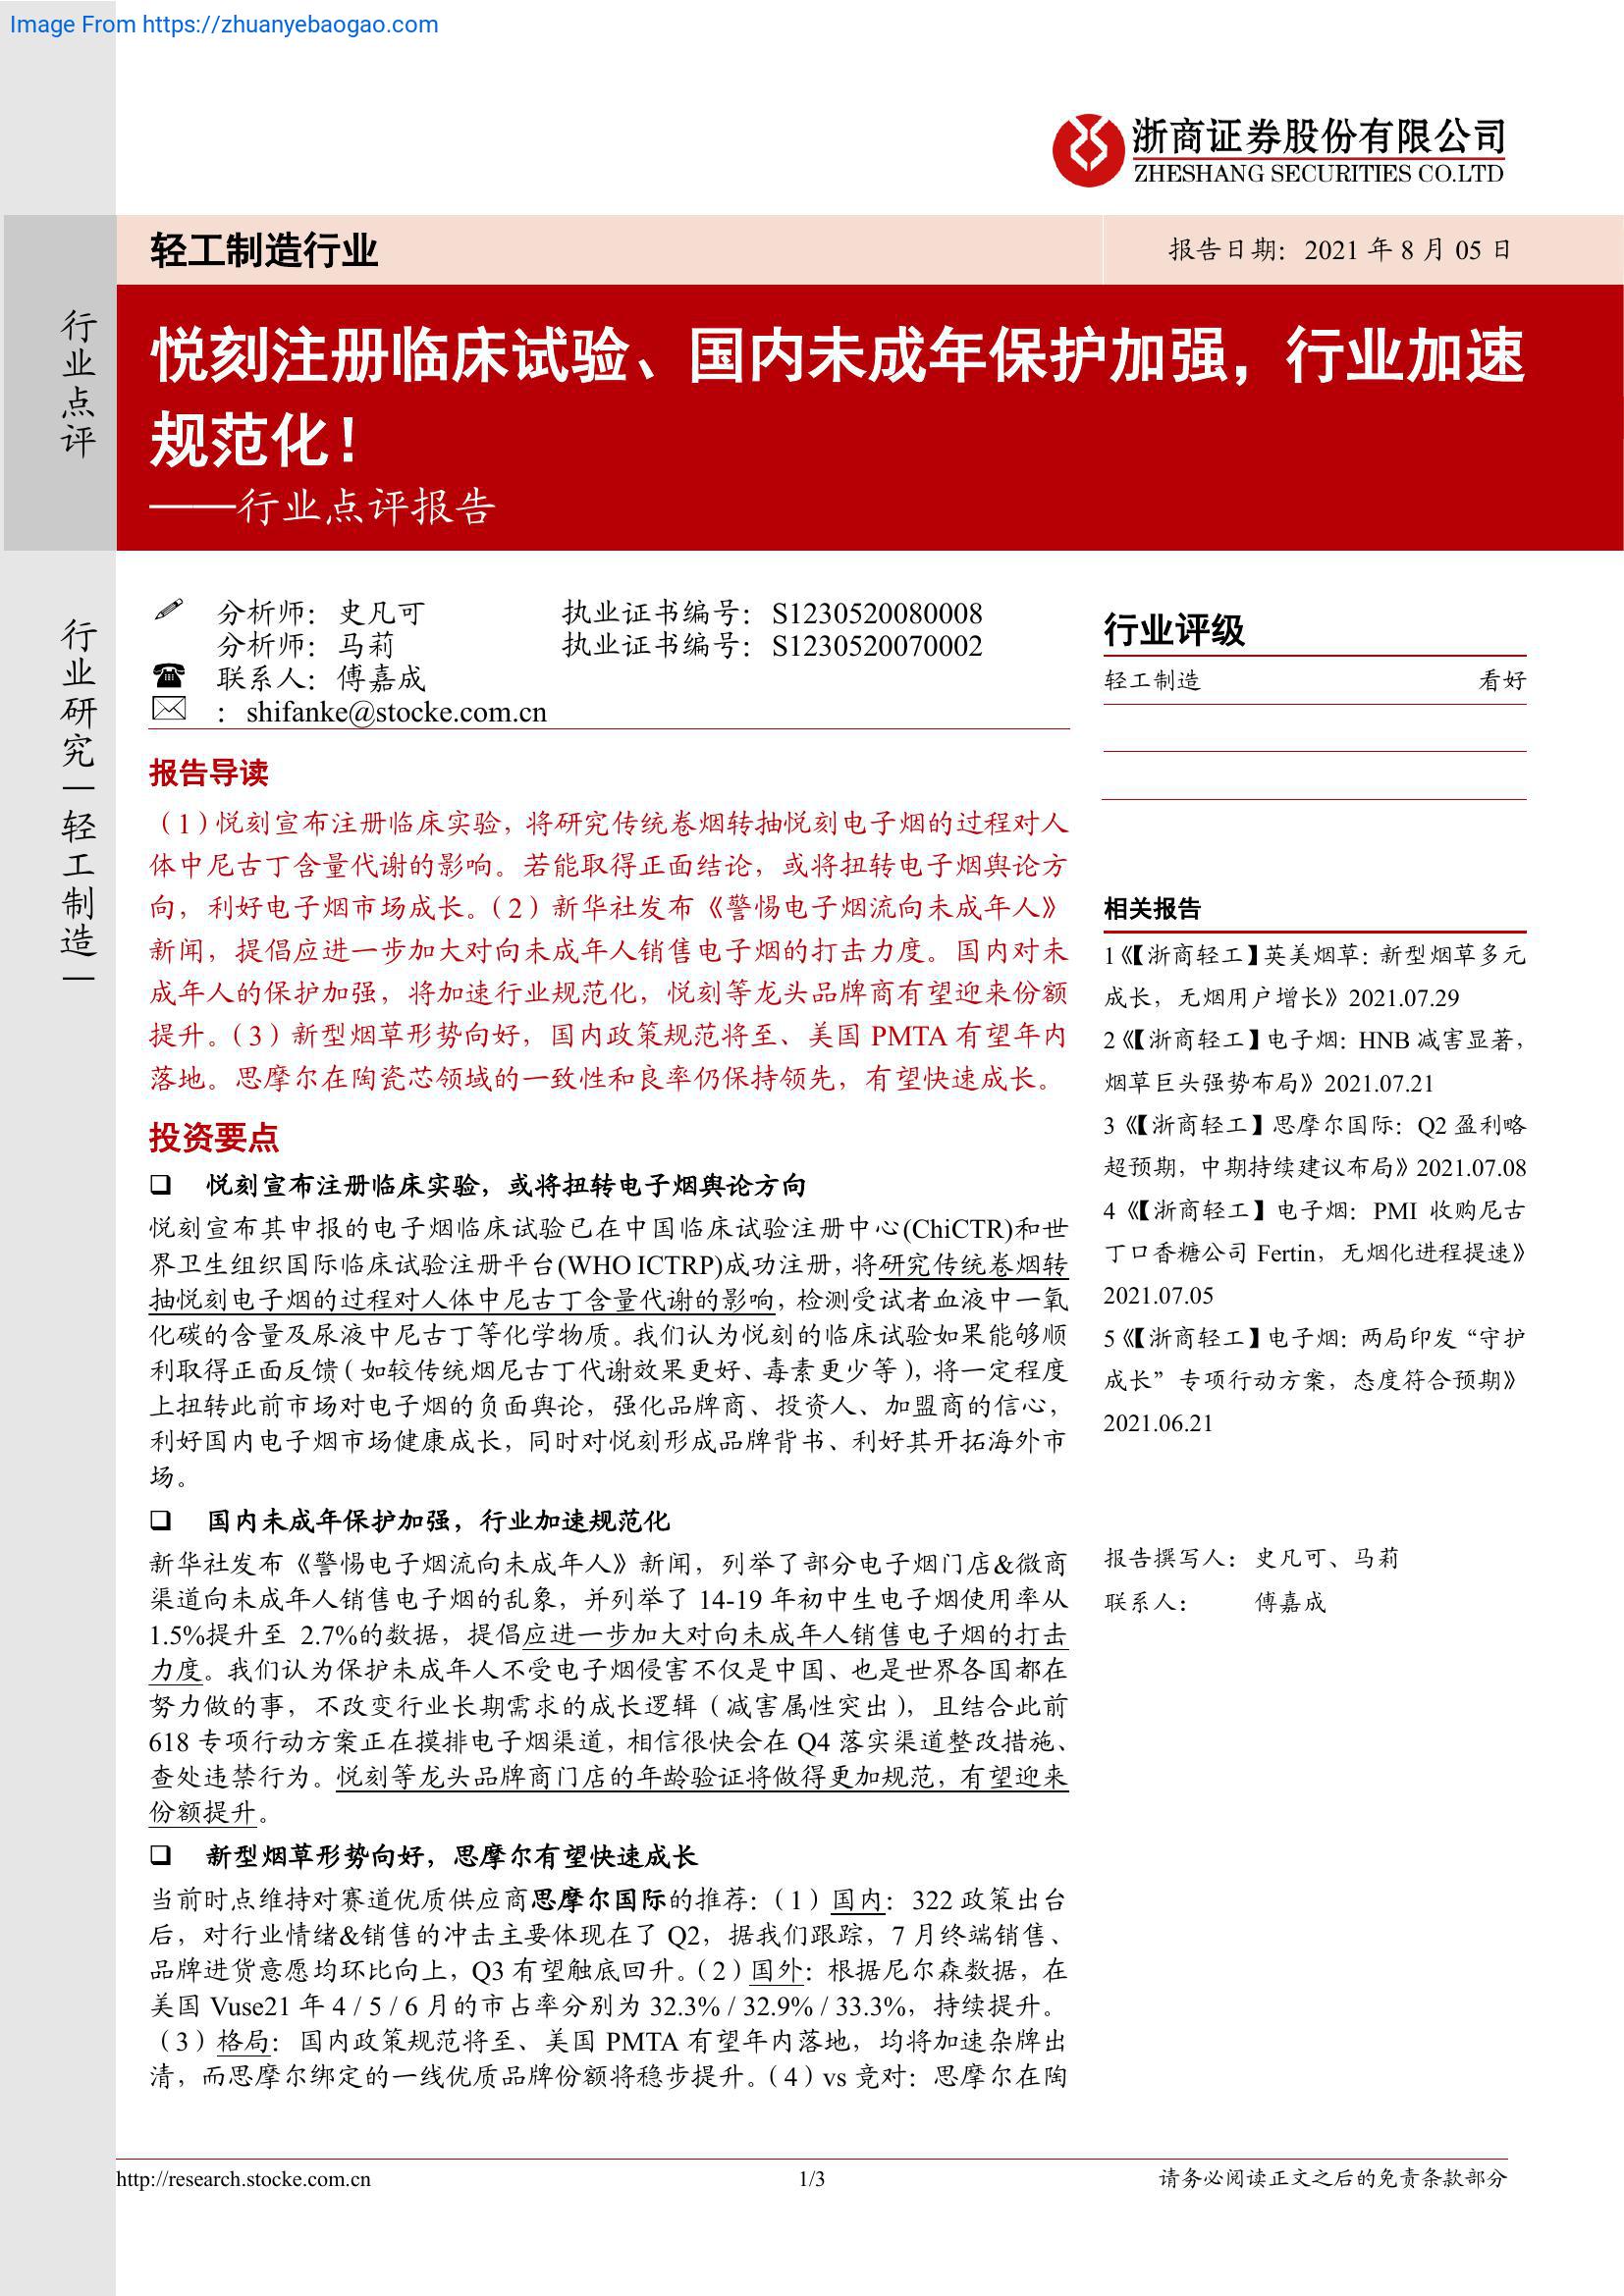 Image From https://zhuanyebaogao.com
浙商证券股份有限公司
ZHESHANG SECURITIES CO.LTD
轻工制造行业
报告日期：2021 年 8 月 05 日
行业点评
悦刻注册临床试验、国内未成年保护加强，行业加速
规范化！
——行业点评报告
行业研究｜轻工制造｜
分析师：史凡可 执业证书编号：S1230520080008
分析师：马莉 执业证书编号：S1230520070002
联系人：傅嘉成
：shifanke@stocke.com.cn
报告导读
（1）悦刻宣布注册临床实验，将研究传统卷烟转抽悦刻电子烟的过程对人
体中尼古丁含量代谢的影响。若能取得正面结论，或将扭转电子烟舆论方
向，利好电子烟市场成长。（2）新华社发布《警惕电子烟流向未成年人》
新闻，提倡应进一步加大对向未成年人销售电子烟的打击力度。国内对未
成年人的保护加强，将加速行业规范化，悦刻等龙头品牌商有望迎来份额
提升。（3）新型烟草形势向好，国内政策规范将至、美国 PMTA 有望年内
落地。思摩尔在陶瓷芯领域的一致性和良率仍保持领先，有望快速成长。
投资要点
❑ 悦刻宣布注册临床实验，或将扭转电子烟舆论方向
悦刻宣布其申报的电子烟临床试验已在中国临床试验注册中心(ChiCTR)和世
界卫生组织国际临床试验注册平台(WHO ICTRP)成功注册，将研究传统卷烟转
抽悦刻电子烟的过程对人体中尼古丁含量代谢的影响，检测受试者血液中一氧
化碳的含量及尿液中尼古丁等化学物质。我们认为悦刻的临床试验如果能够顺
利取得正面反馈（如较传统烟尼古丁代谢效果更好、毒素更少等），将一定程度
上扭转此前市场对电子烟的负面舆论，强化品牌商、投资人、加盟商的信心，
利好国内电子烟市场健康成长，同时对悦刻形成品牌背书、利好其开拓海外市
场。
❑ 国内未成年保护加强，行业加速规范化
新华社发布《警惕电子烟流向未成年人》新闻，列举了部分电子烟门店&微商
渠道向未成年人销售电子烟的乱象，并列举了 14-19 年初中生电子烟使用率从
1.5%提升至 2.7%的数据，提倡应进一步加大对向未成年人销售电子烟的打击
力度。我们认为保护未成年人不受电子烟侵害不仅是中国、也是世界各国都在
努力做的事，不改变行业长期需求的成长逻辑（减害属性突出），且结合此前
618 专项行动方案正在摸排电子烟渠道，相信很快会在 Q4 落实渠道整改措施、
查处违禁行为。悦刻等龙头品牌商门店的年龄验证将做得更加规范，有望迎来
份额提升。
❑ 新型烟草形势向好，思摩尔有望快速成长
当前时点维持对赛道优质供应商思摩尔国际的推荐：（1）国内：322 政策出台
后，对行业情绪&销售的冲击主要体现在了 Q2，据我们跟踪，7 月终端销售、
品牌进货意愿均环比向上，Q3 有望触底回升。（2）国外：根据尼尔森数据，在
美国 Vuse21 年 4 / 5 / 6 月的市占率分别为 32.3% / 32.9% / 33.3%，持续提升。
（3）格局：国内政策规范将至、美国 PMTA 有望年内落地，均将加速杂牌出
清，而思摩尔绑定的一线优质品牌份额将稳步提升。（4）vs 竞对：思摩尔在陶
行业评级
轻工制造 看好
相关报告
1《【浙商轻工】英美烟草：新型烟草多元
成长，无烟用户增长》2021.07.29
2《【浙商轻工】电子烟：HNB 减害显著，
烟草巨头强势布局》2021.07.21
3《【浙商轻工】思摩尔国际：Q2 盈利略
超预期，中期持续建议布局》2021.07.08
4《【浙商轻工】电子烟：PMI 收购尼古
丁口香糖公司 Fertin，无烟化进程提速》
2021.07.05
5《【浙商轻工】电子烟：两局印发“守护
成长”专项行动方案，态度符合预期》
2021.06.21
报告撰写人：史凡可、马莉
联系人： 傅嘉成
http://research.stocke.com.cn 1/3 请务必阅读正文之后的免责条款部分